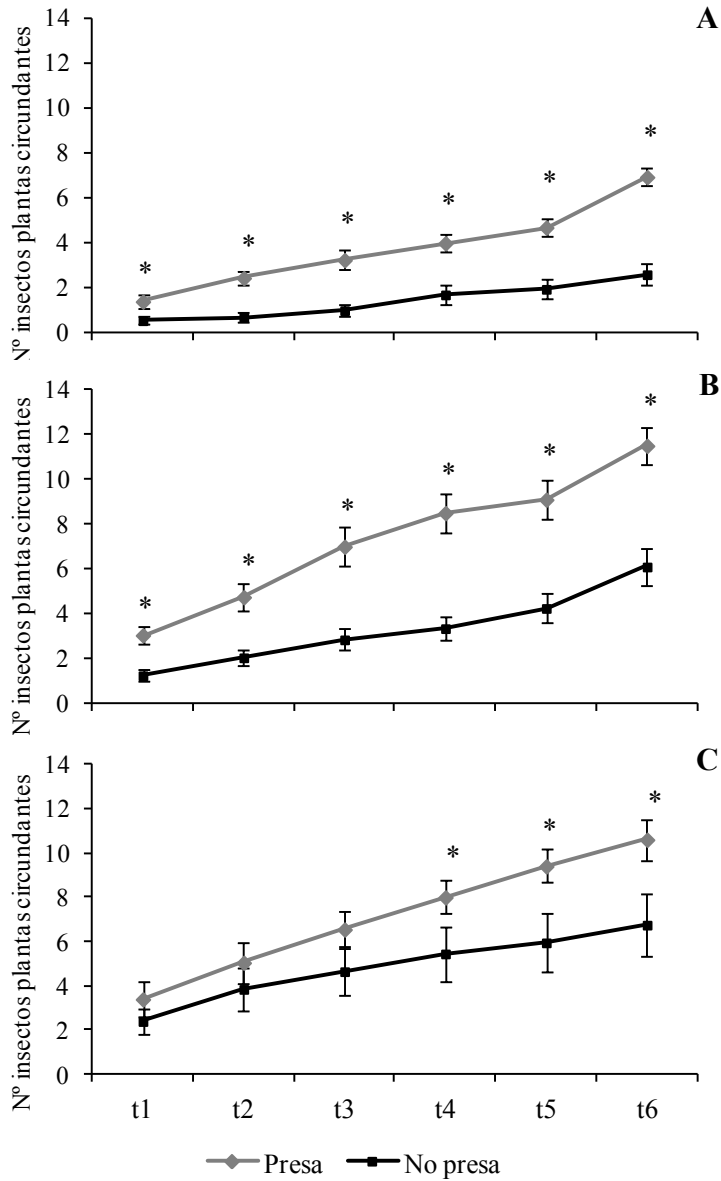 A
Nº insectos plantas circundantes
14
12
10
8
6
4
2
0
* * * * * *
B
Nº insectos plantas circundantes
14
12
10
8
6
4
2
0
* * * * * *
C
Nº insectos plantas circundantes
14
12
10
8
6
4
2
0
* * *
t1 t2 t3 t4 t5 t6
Presa No presa